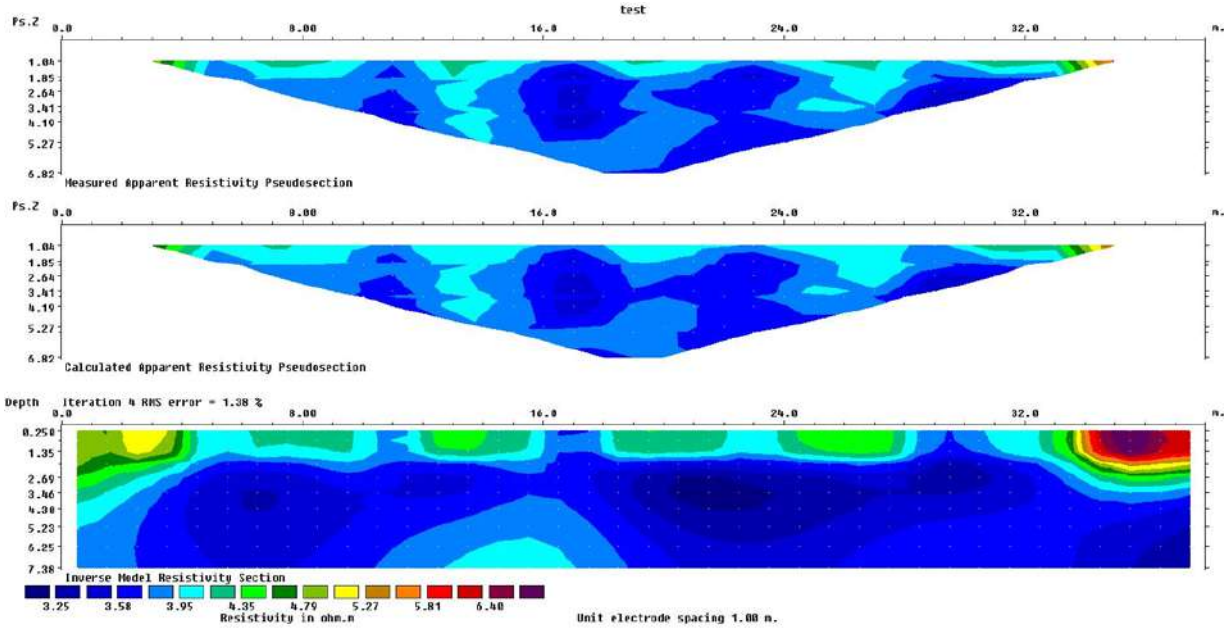 test
Ps.Z 0.0 8.00 16.0 24.0 32.0 m.
1.04
1.85
2.64
3.41
4.19
5.27
6.82
Measured Apparent Resistivity Pseudosection
Ps.Z 0.0 8.00 16.0 24.0 32.0 m.
1.04
1.85
2.64
3.41
4.19
5.27
6.82
Calculated Apparent Resistivity Pseudosection
Depth Iteration 4 RMS error = 1.38 %
0.0 8.00 16.0 24.0 32.0 m.
0.250
1.35
2.69
3.46
4.30
5.23
6.25
7.38
Inverse Model Resistivity Section
3.25 3.58 3.95 4.35 4.79 5.27 5.81 6.40
Resistivity in ohm.m Unit electrode spacing 1.00 m.